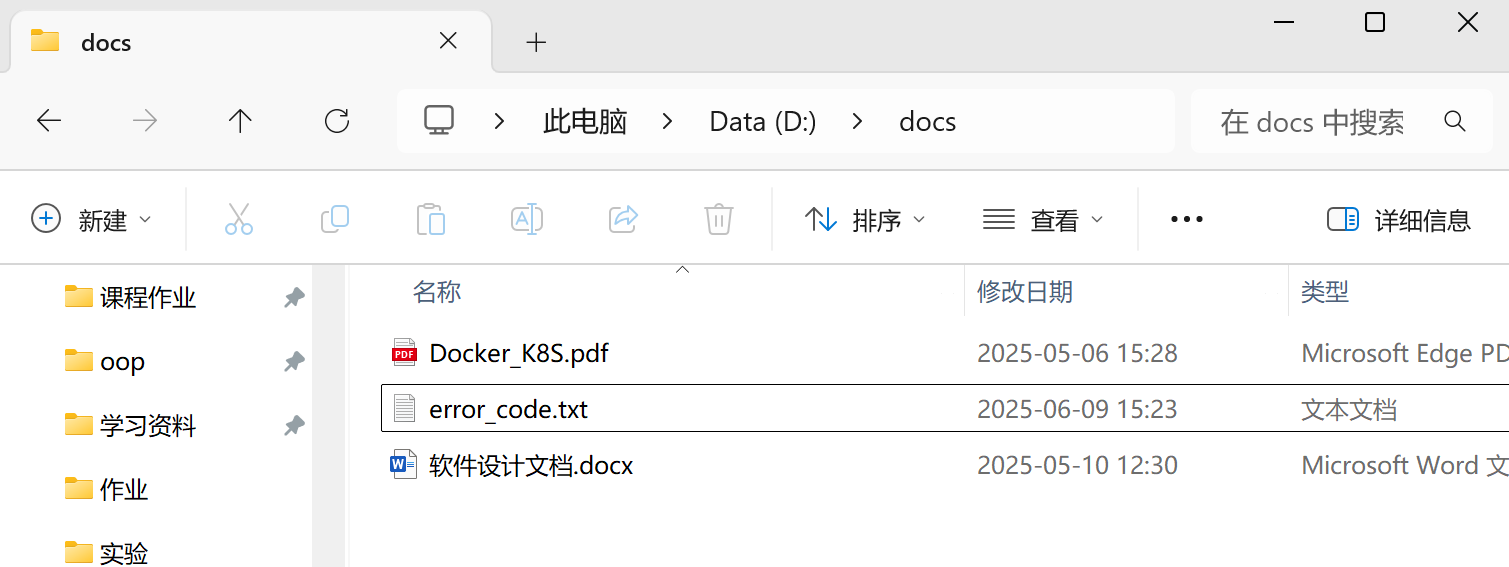 docs
此电脑 Data (D:) docs 在 docs 中搜索
新建 排序 查看 详细信息
名称 修改日期 类型
课程作业
oop
学习资料
作业
实验
PDF Docker_K8S.pdf 2025-05-06 15:28 Microsoft Edge PD
error_code.txt 2025-06-09 15:23 文本文档
W 软件设计文档.docx 2025-05-10 12:30 Microsoft Word 文